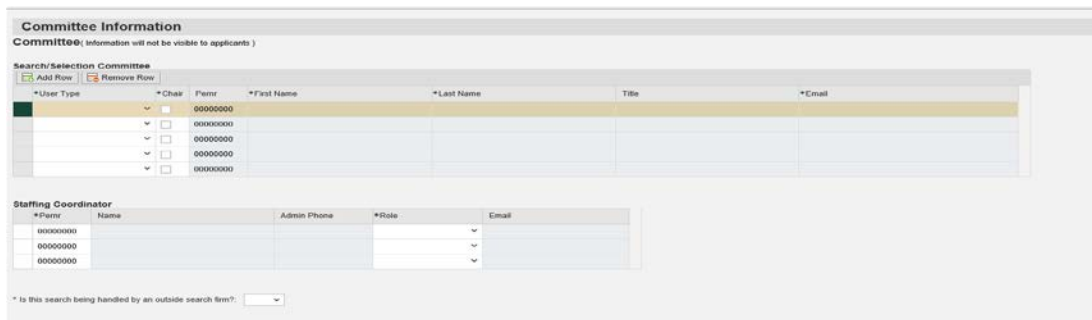 Committee Information
Committee( Information will not be visible to applicants )
Search/Selection Committee
Add Row Remove Row
*User Type *Chair Pernr *First Name *Last Name Title *Email
00000000
00000000
00000000
00000000
00000000
Staffing Coordinator
*Pernr Name Admin Phone *Role Email
00000000
00000000
00000000
* Is this search being handled by an outside search firm?: